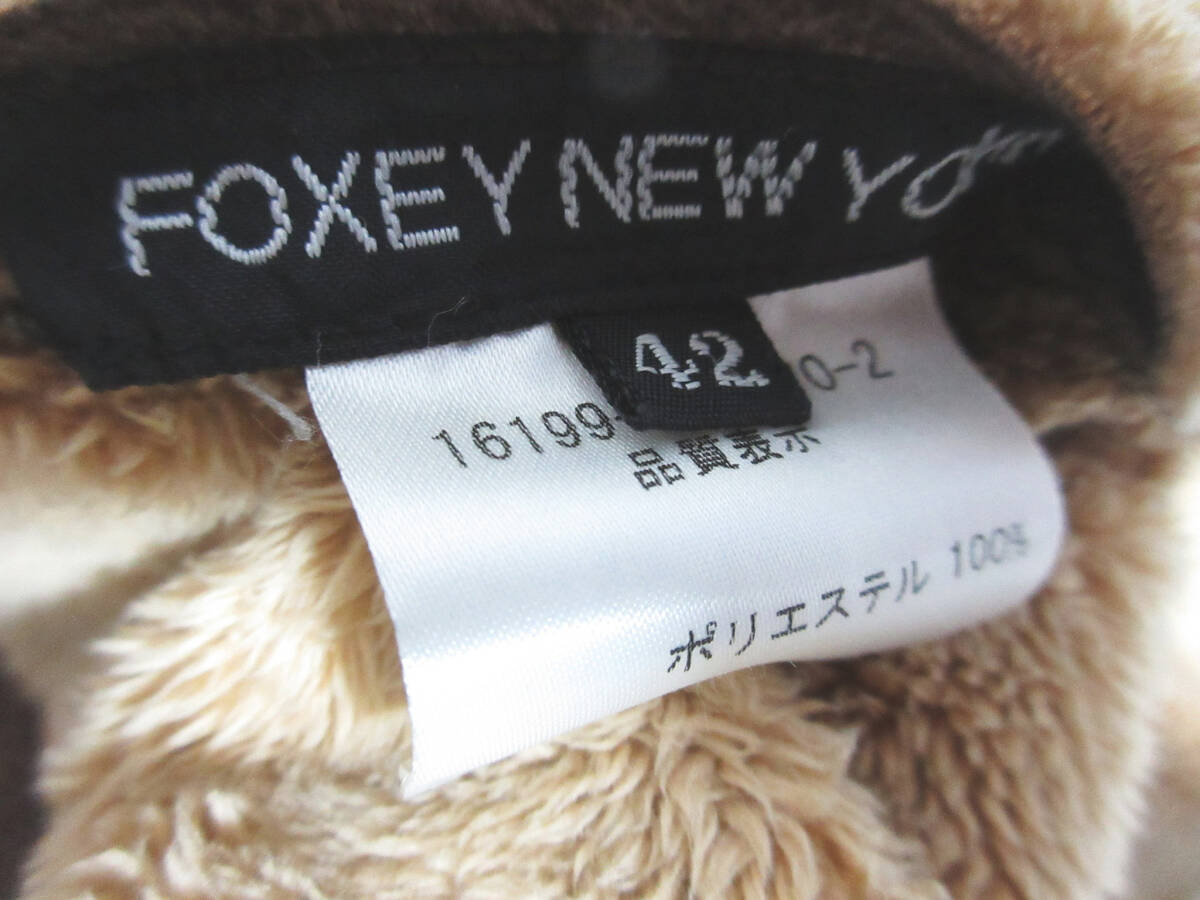 FOXEY NEW YORK
42
16199-   0-2
品質表示
ポリエステル 100%